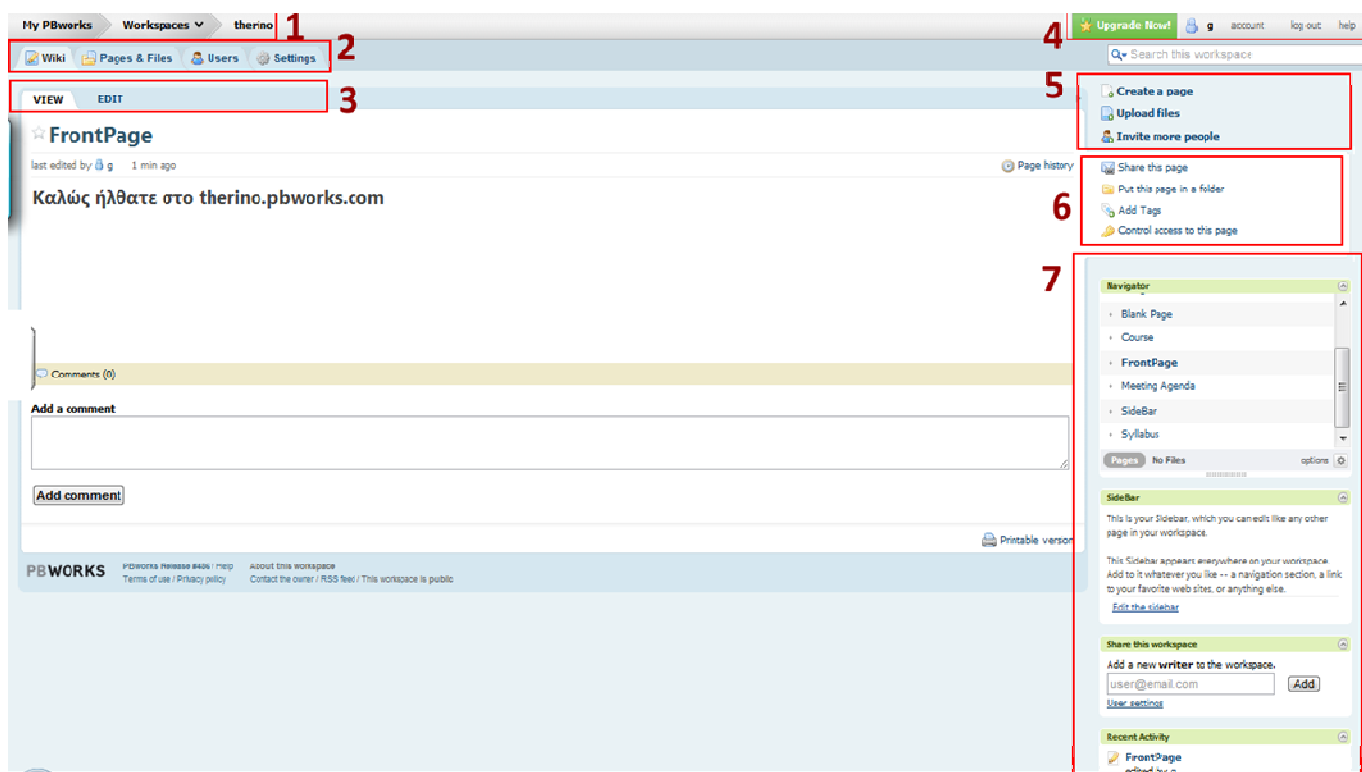 My PBworks Workspaces therino 1
4 Upgrade Now! g account log out help
Wiki Pages & Files Users Settings 2
Search this workspace
VIEW EDIT 3
5 Create a page
Upload files
Invite more people
FrontPage
last edited by g 1 min ago
Page history
Καλώς ήλθατε στο therino.pbworks.com
6 Share this page
Put this page in a folder
Add Tags
Control access to this page
7
Navigator
Blank Page
Course
FrontPage
Meeting Agenda
SideBar
Syllabus
Pages No Files options
Comments (0)
Add a comment
Add comment
Printable version
SideBar
This is your Sidebar, which you can edit like any other
page in your workspace.
This Sidebar appears everywhere on your workspace
Add to it whatever you like -- a navigation section, a link
to your favorite web sites, or anything else.
Edit the sidebar
PBWORKS
PBworks Release Help About this workspace
Terms of use / Privacy policy Contact the owner / RSS feed / This workspace is public
Share this workspace
Add a new writer to the workspace.
user@email.com Add
User settings
Recent Activity
FrontPage
edited by g